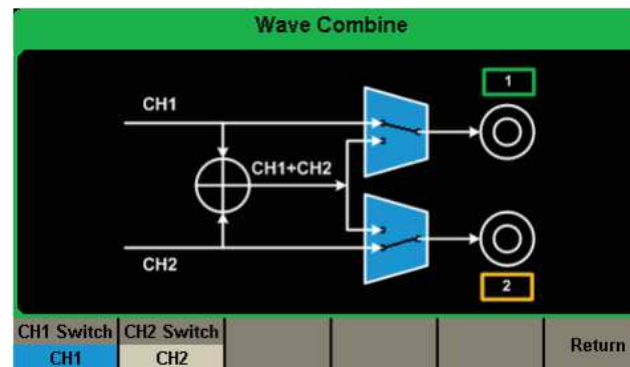 Wave Combine
1
CH1
CH1+CH2
CH2
2
CH1 Switch CH2 Switch
CH1 CH2 Return